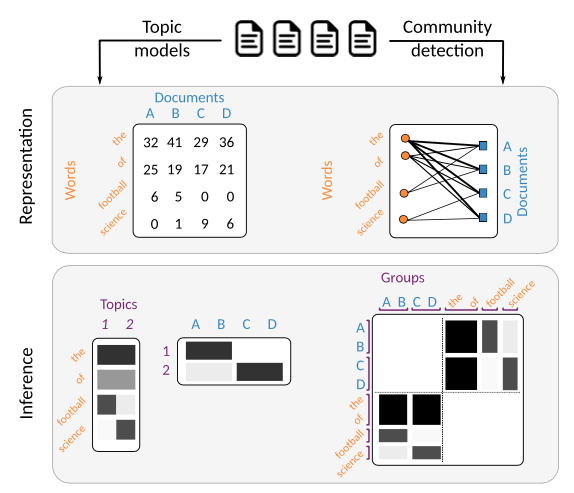 Topic
models
Community
detection
Representation
Documents
A B C D
Words
the 32 41 29 36
of 25 19 17 21
football 6 5 0 0
science 0 1 9 6
Words
the
of
football
science
A
B
C
D
Documents
Inference
Topics
1 2
the
of
football
science
A B C D
1
2
Groups
A B C D the of football science
A
B
C
D
the
of
football
science